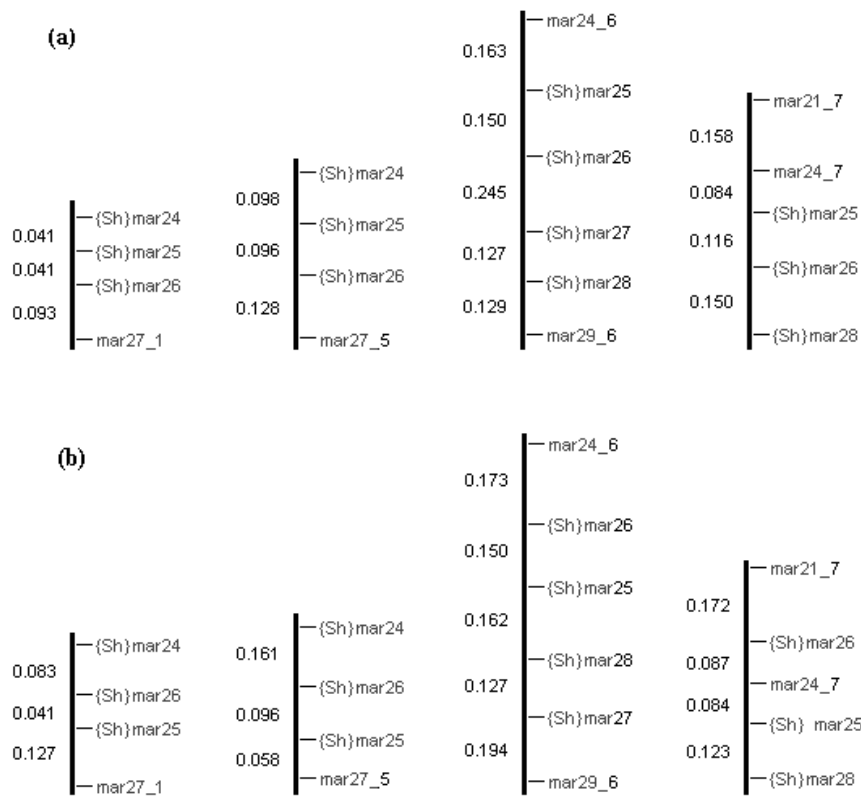 (a)
{Sh}mar24
0.041
{Sh}mar25
0.041
{Sh}mar26
0.093
mar27_1
{Sh}mar24
0.098
{Sh}mar25
0.096
{Sh}mar26
0.128
mar27_5
mar24_6
0.163
{Sh}mar25
0.150
{Sh}mar26
0.245
{Sh}mar27
0.127
{Sh}mar28
0.129
mar29_6
mar21_7
0.158
mar24_7
0.084
{Sh}mar25
0.116
{Sh}mar26
0.150
{Sh}mar28
(b)
{Sh}mar24
0.083
{Sh}mar26
0.041
{Sh}mar25
0.127
mar27_1
{Sh}mar24
0.161
{Sh}mar26
0.096
{Sh}mar25
0.058
mar27_5
mar24_6
0.173
{Sh}mar26
0.150
{Sh}mar25
0.162
{Sh}mar28
0.127
{Sh}mar27
0.194
mar29_6
mar21_7
0.172
{Sh}mar26
0.087
mar24_7
0.084
{Sh} mar25
0.123
{Sh}mar28